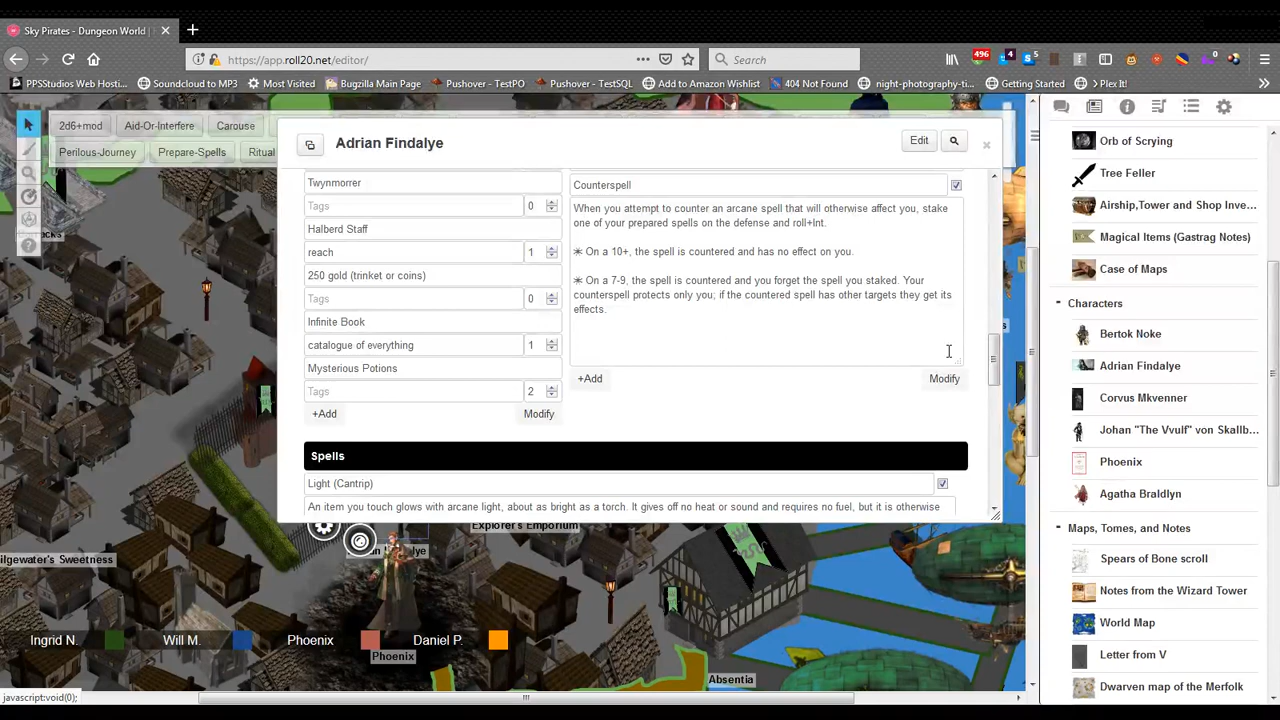 Sky Pirates - Dungeon World |
https://app.roll20.net/editor/
Search
496
4
5
0
PPSStudios Web Hosti...
Soundcloud to MP3
Most Visited
Bugzilla Main Page
Pushover - TestPO
Pushover - TestSQL
Add to Amazon Wishlist
404 Not Found
night-photography-ti...
Getting Started
Plex It!
2d6+mod
Aid-Or-Interfere
Carouse
Perilous-Journey
Prepare-Spells
Ritual
Adrian Findalye
Edit
Twynmorrer
Tags
0
Halberd Staff
reach
1
250 gold (trinket or coins)
Tags
0
Infinite Book
catalogue of everything
1
Mysterious Potions
Tags
2
+Add
Modify
Counterspell
When you attempt to counter an arcane spell that will otherwise affect you, stake
one of your prepared spells on the defense and roll+Int.
✴ On a 10+, the spell is countered and has no effect on you.
✴ On a 7-9, the spell is countered and you forget the spell you staked. Your
counterspell protects only you; if the countered spell has other targets they get its
effects.
+Add
Modify
Spells
Light (Cantrip)
An item you touch glows with arcane light, about as bright as a torch. It gives off no heat or sound and requires no fuel, but it is otherwise
Explorer's Emporium
ilgewater's Sweetness
Ingrid N.
Will M.
Phoenix
Daniel P.
Phoenix
Absentia
javascript:void(0);
Orb of Scrying
Tree Feller
Airship,Tower and Shop Inve...
Magical Items (Gastrag Notes)
Case of Maps
Characters
Bertok Noke
Adrian Findalye
Corvus Mkvenner
Johan "The Vvulf" von Skallb...
Phoenix
Agatha Braldlyn
Maps, Tomes, and Notes
Spears of Bone scroll
Notes from the Wizard Tower
World Map
Letter from V
Dwarven map of the Merfolk